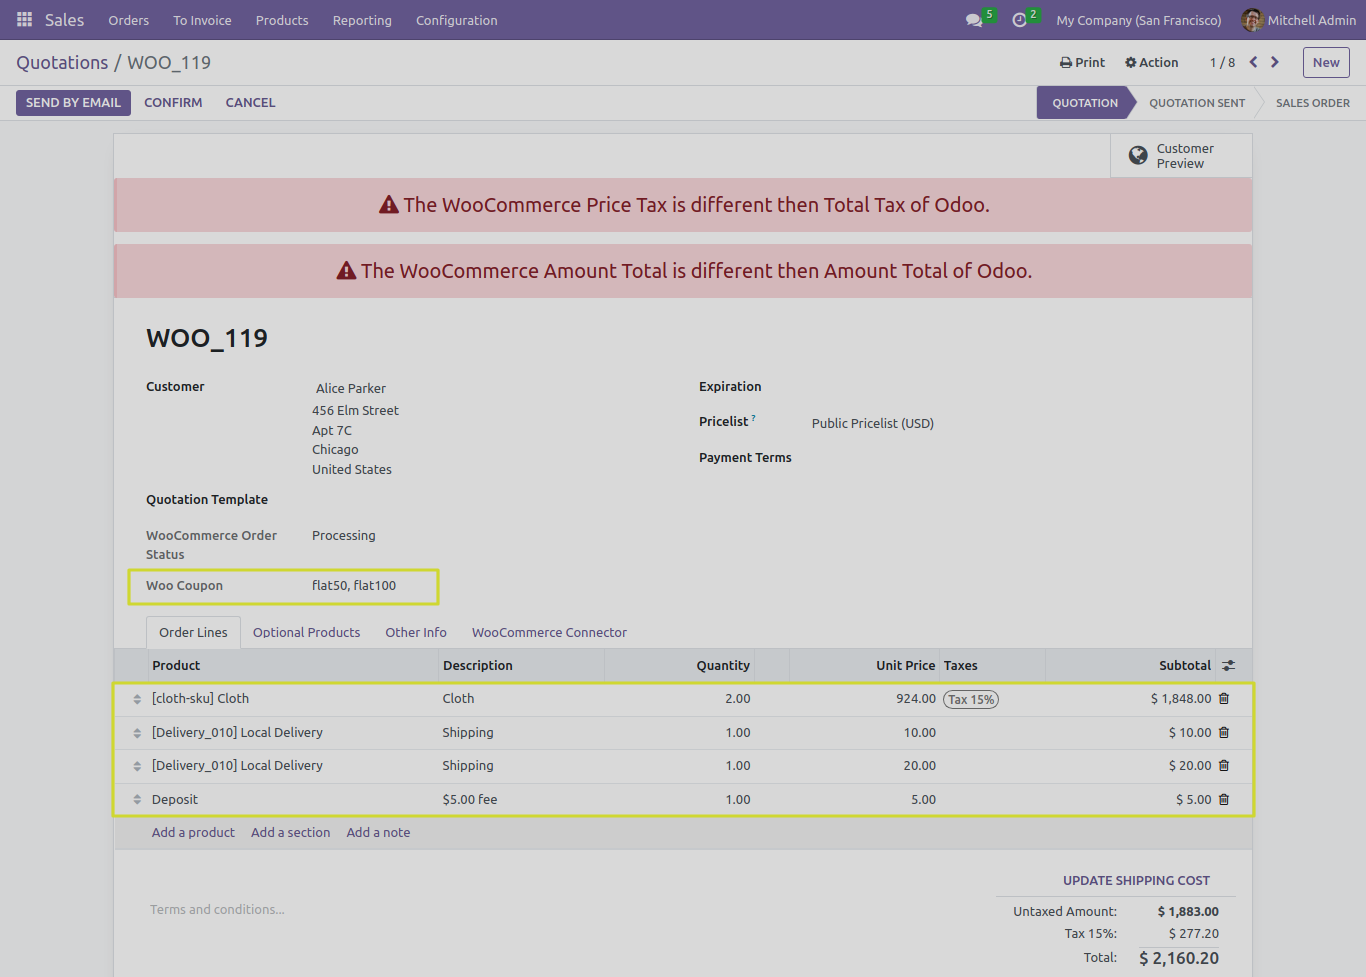 Sales Orders To Invoice Products Reporting Configuration 5 2 My Company (San Francisco) Mitchell Admin
Quotations / WOO_119 Print Action 1 / 8 New
SEND BY EMAIL CONFIRM CANCEL QUOTATION QUOTATION SENT SALES ORDER
Customer
Preview
The WooCommerce Price Tax is different then Total Tax of Odoo.
The WooCommerce Amount Total is different then Amount Total of Odoo.
WOO_119
Customer Alice Parker Expiration
456 Elm Street
Apt 7C Pricelist ? Public Pricelist (USD)
Chicago
United States Payment Terms
Quotation Template
WooCommerce Order Processing
Status
Woo Coupon flat50, flat100
Order Lines Optional Products Other Info WooCommerce Connector
Product Description Quantity Unit Price Taxes Subtotal
[cloth-sku] Cloth Cloth 2.00 924.00 Tax 15% $ 1,848.00
[Delivery_010] Local Delivery Shipping 1.00 10.00 $ 10.00
[Delivery_010] Local Delivery Shipping 1.00 20.00 $ 20.00
Deposit $5.00 fee 1.00 5.00 $ 5.00
Add a product Add a section Add a note
UPDATE SHIPPING COST
Terms and conditions... Untaxed Amount: $ 1,883.00
Tax 15%: $ 277.20
Total: $ 2,160.20